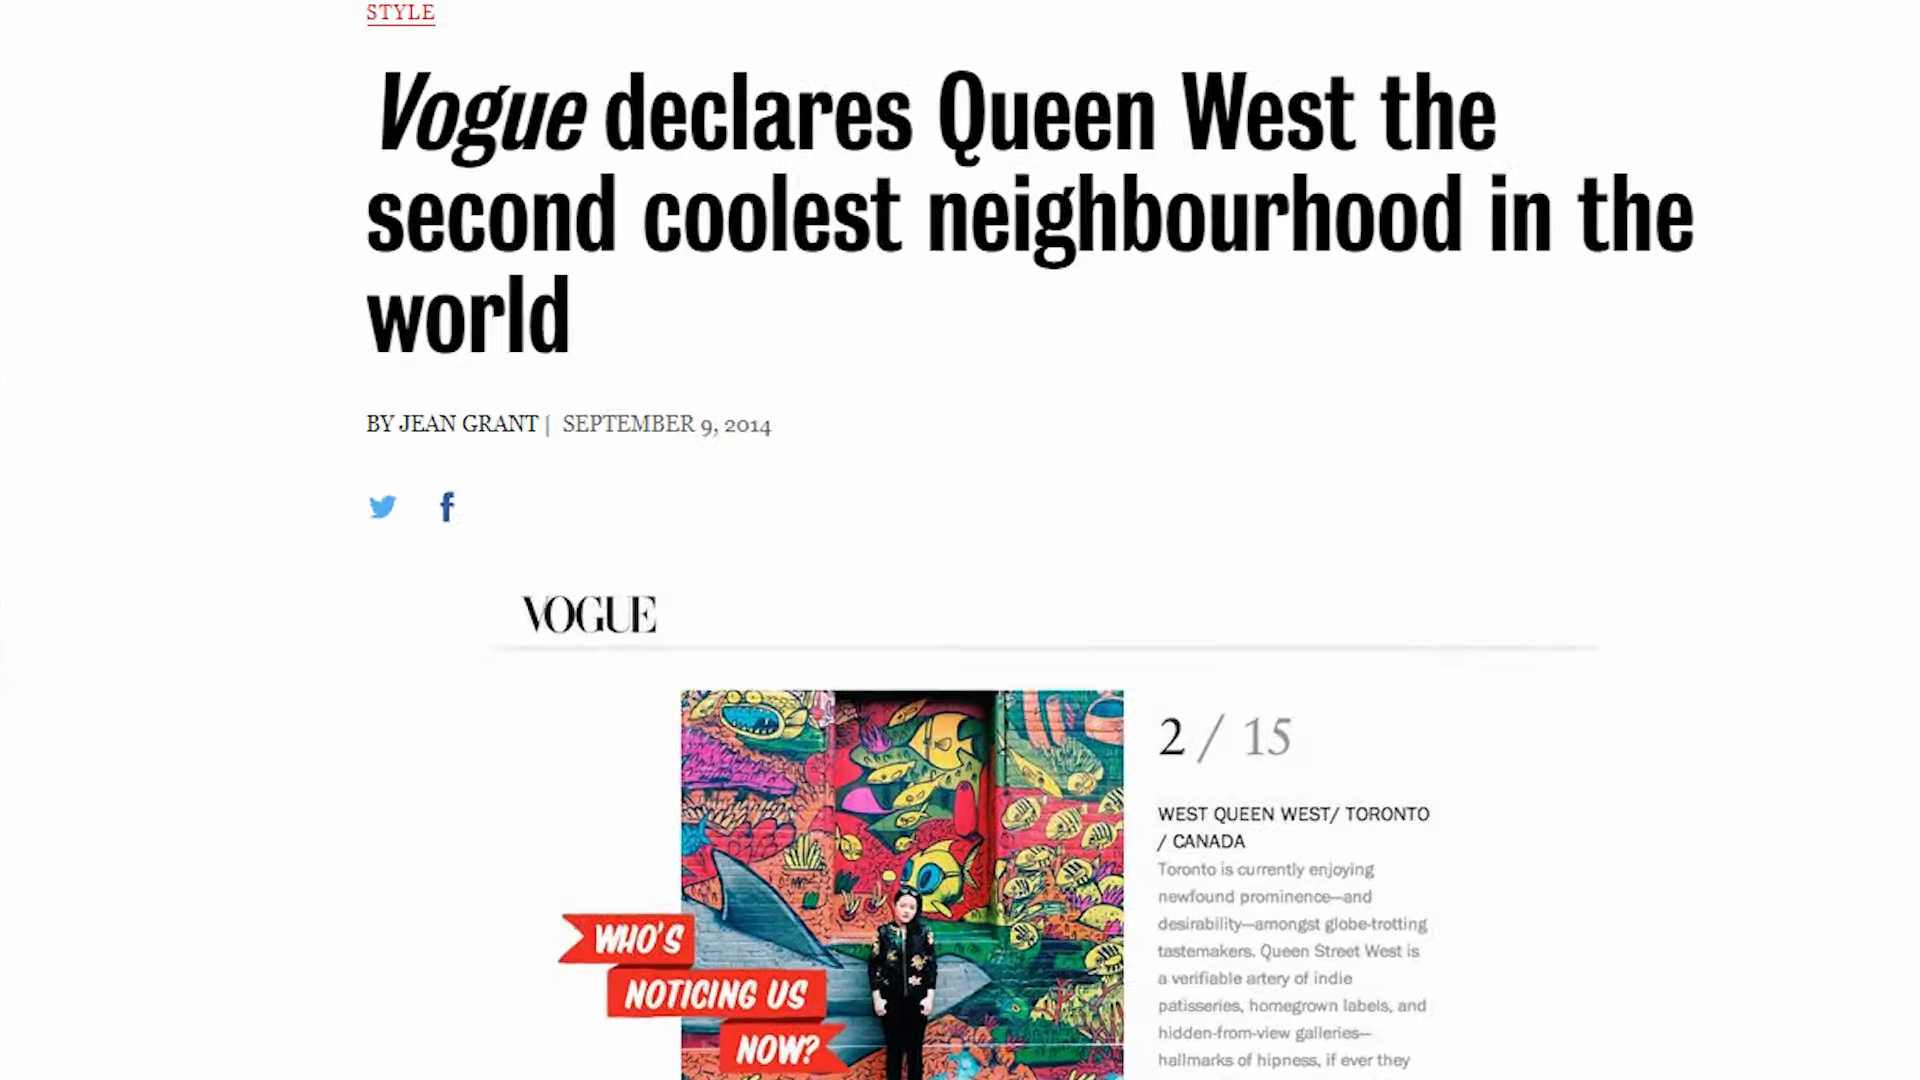 STYLE
Vogue declares Queen West the
second coolest neighbourhood in the
world
BY JEAN GRANT | SEPTEMBER 9, 2014
f
VOGUE
2 / 15
WEST QUEEN WEST/ TORONTO
/ CANADA
Toronto is currently enjoying
newfound prominence—and
desirability—amongst globe-trotting
tastemakers. Queen Street West is
a verifiable artery of indie
patisseries, homegrown labels, and
hidden-from-view galleries—
hallmarks of hipness, if ever they
WHO'S
NOTICING US
NOW?